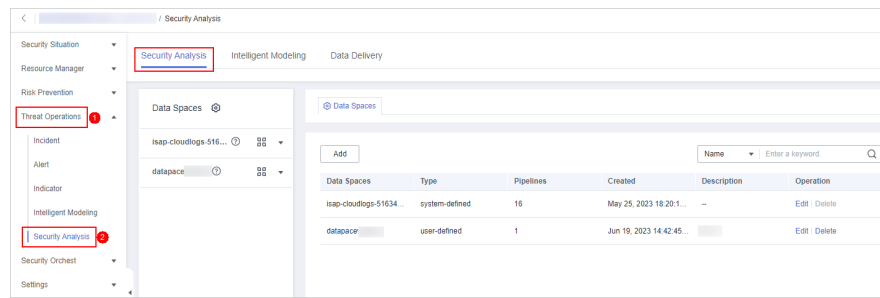 / Security Analysis
Security Situation
Resource Manager
Risk Prevention
Threat Operations 1
Incident
Alert
Indicator
Intelligent Modeling
Security Analysis 2
Security Orchest
Settings
Security Analysis Intelligent Modeling Data Delivery
Data Spaces
isap-cloudlogs-516... ?
datapace ?
Data Spaces
Add Name Enter a keyword.
Data Spaces Type Pipelines Created Description Operation
isap-cloudlogs-51634... system-defined 16 May 25, 2023 18:20:1... -- Edit | Delete
datapace user-defined 1 Jun 19, 2023 14:42:45... Edit | Delete